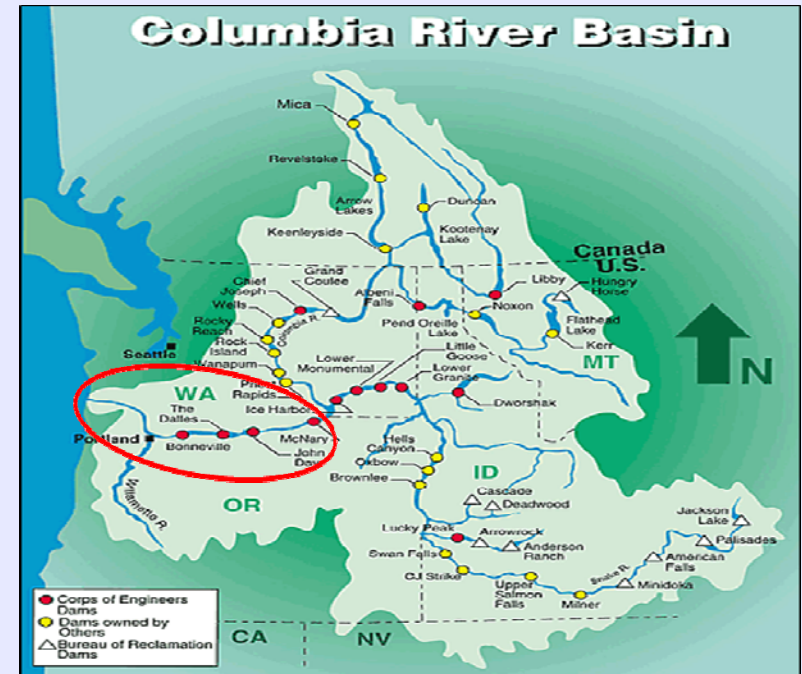 Columbia River Basin
Mica
Revelstoke
Arrow
Lakes
Duncan
Kootenay
Lake
Keenleyside
Canada
U.S.
Grand
Coulee
Chief
Joseph
Albeni
Falls
Libby
Hungry
Horse
Wells
Columbia R.
Noxon
Rocky
Reach
Pend Oreille
Lake
Flathead
Lake
Rock
Island
Kerr
Seattle
Wanapum
Lower
Monumental
Little
Goose
MT
N
Priest
Rapids
Lower
Granite
WA
Ice Harbor
Dworshak
The
Dalles
Portland
Bonneville
McNary
John
Day
Hells
Canyon
Oxbow
Brownlee
ID
Willamette R.
OR
Cascade
Deadwood
Jackson
Lake
Lucky Peak
Arrowrock
Palisades
Swan Falls
Anderson
Ranch
American
Falls
CJ Strike
Snake R.
Upper
Salmon
Falls
Minidoka
Milner
Corps of Engineers
Dams
Dams owned by
Others
Bureau of Reclamation
Dams
CA
NV